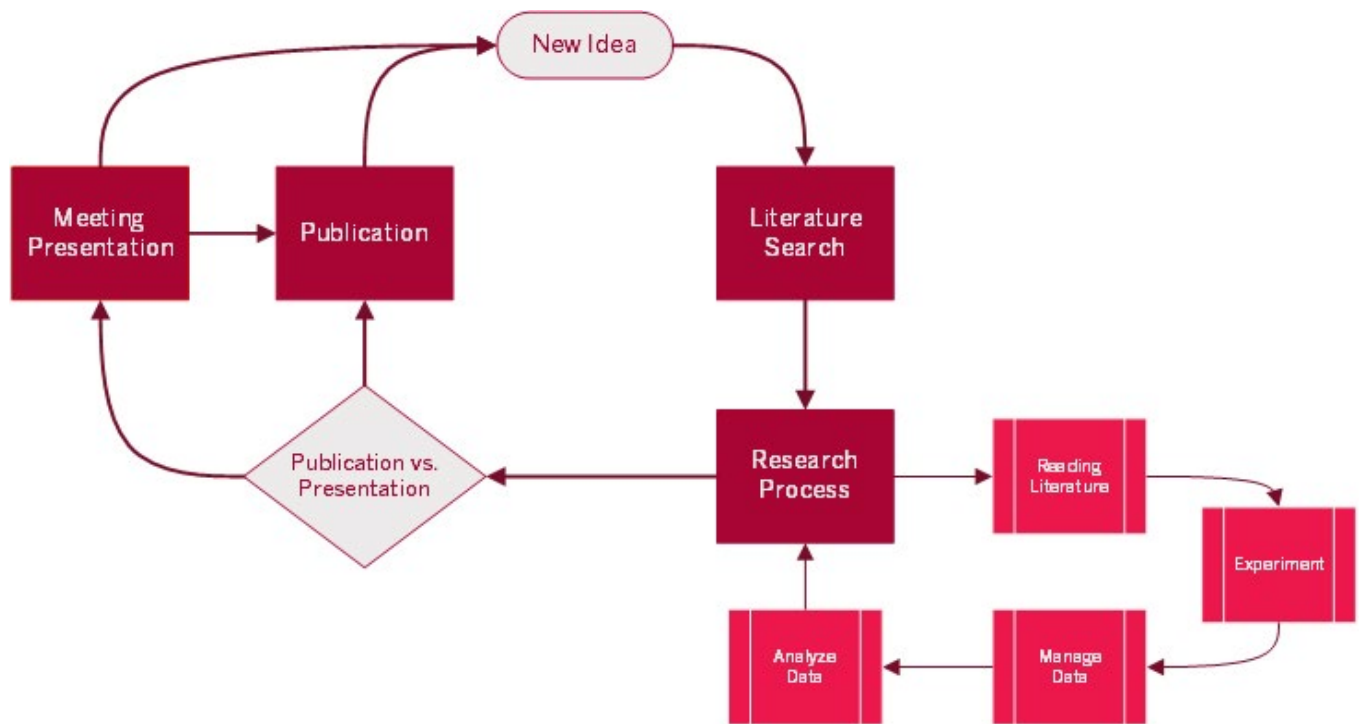 New Idea
Meeting
Presentation
Publication
Literature
Search
Publication vs.
Presentation
Research
Process
Reading
Literature
Experiment
Analyze
Data
Manage
Data